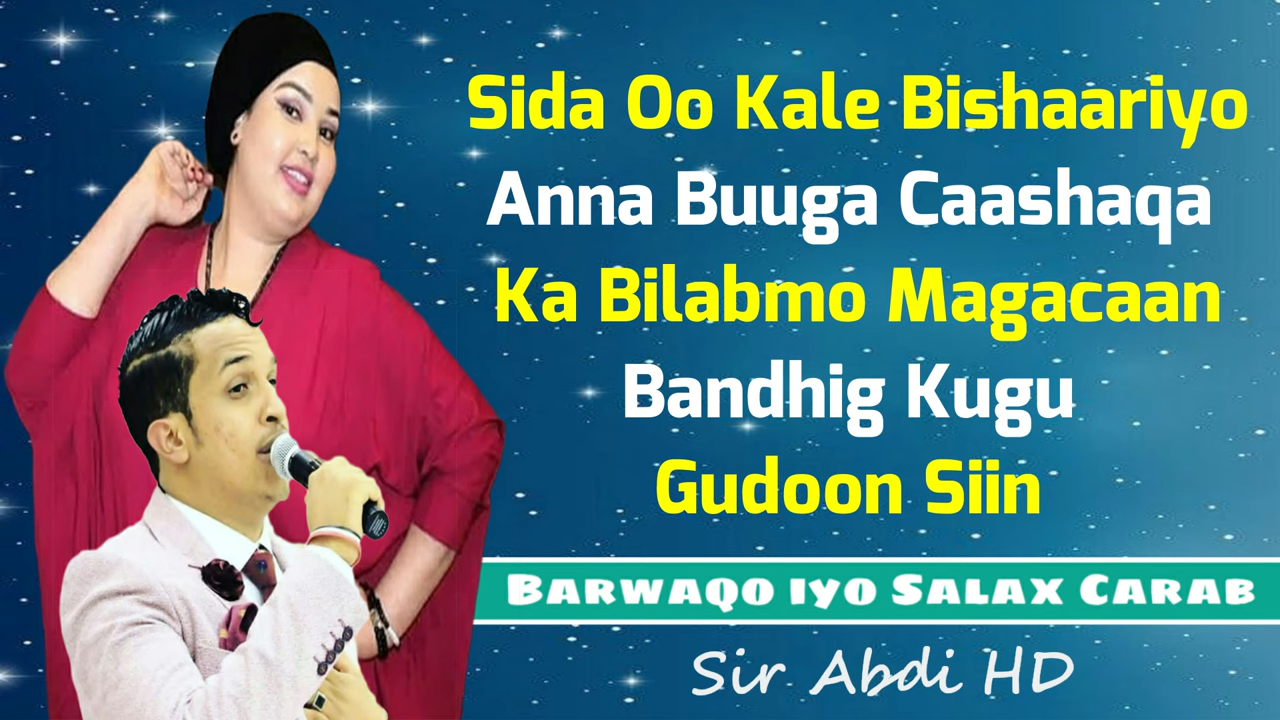 Sida Oo Kale Bishaariyo
Anna Buuga Caashaqa
Ka Bilabmo Magacaan
Bandhig Kugu
Gudoon Siin
Barwaqo iyo Salax Carab
Sir Abdi HD